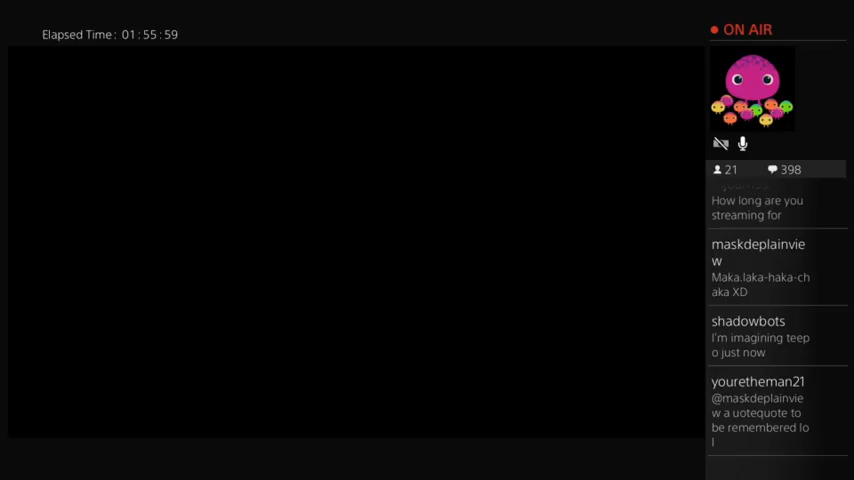 Elapsed Time: 01:55:59
ON AIR
21 398
How long are you
streaming for
maskdeplainvie
w
Maka.laka-haka-ch
aka XD
shadowbots
I'm imagining teep
o just now
youretheman21
@maskdeplainvie
w a uotequote to
be remembered lo
l